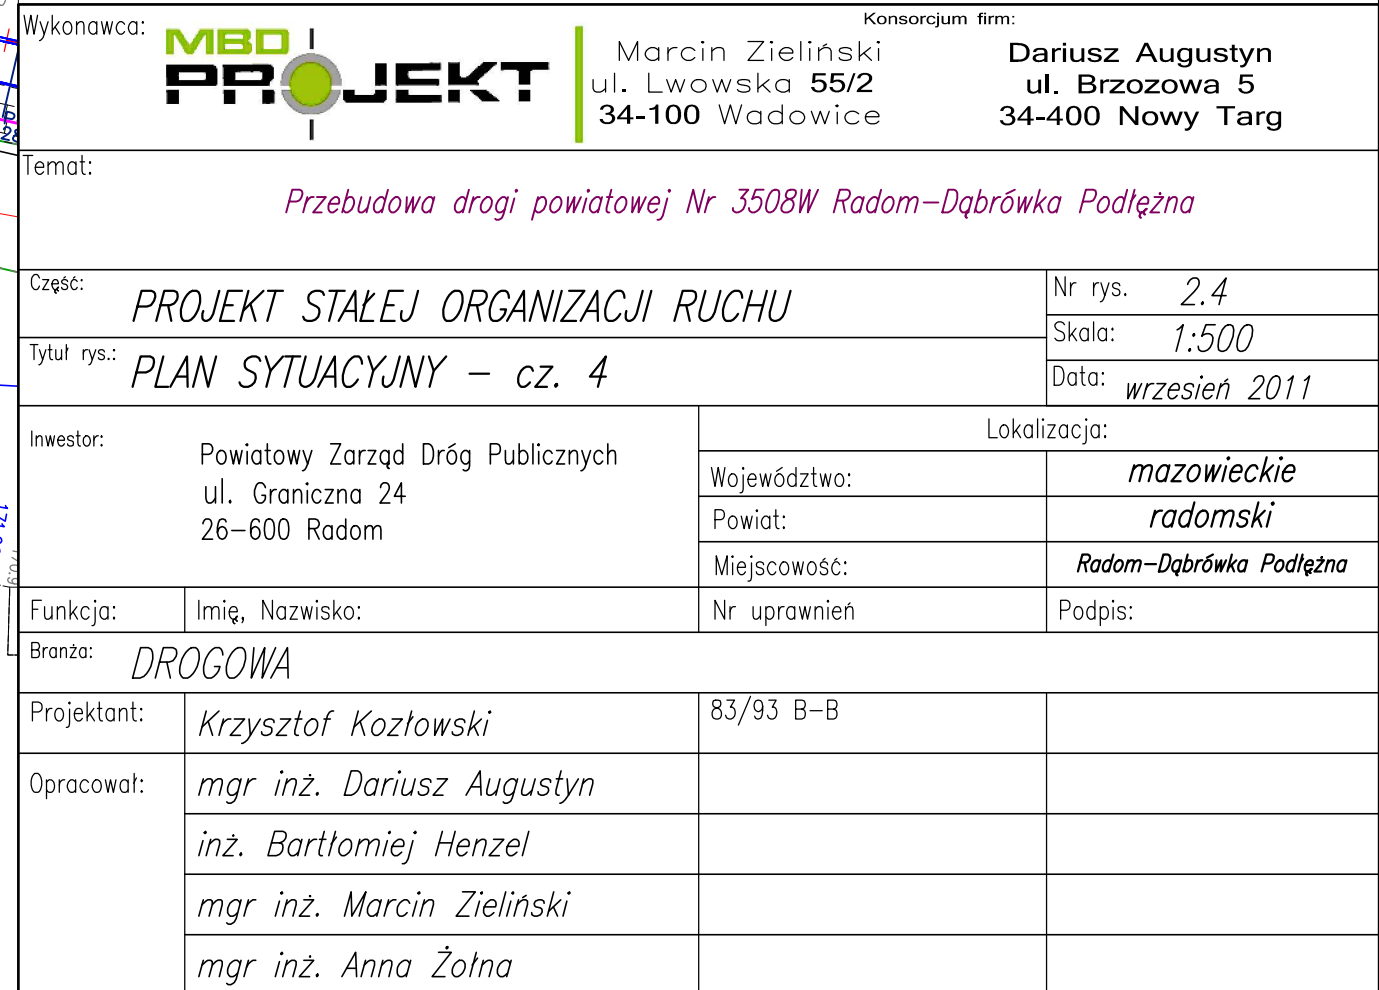 Wykonawca:
MBD
PROJEKT
Konsorcjum firm:
Marcin Zieliński
ul. Lwowska 55/2
34-100 Wadowice
Dariusz Augustyn
ul. Brzozowa 5
34-400 Nowy Targ
Temat:
Przebudowa drogi powiatowej Nr 3508W Radom-Dąbrówka Podłężna
Część:
PROJEKT STAŁEJ ORGANIZACJI RUCHU
Nr rys. 2.4
Skala: 1:500
Tytuł rys.: PLAN SYTUACYJNY - cz. 4
Data: wrzesień 2011
Inwestor:
Powiatowy Zarząd Dróg Publicznych
ul. Graniczna 24
26-600 Radom
Lokalizacja:
Województwo: mazowieckie
Powiat: radomski
Miejscowość: Radom-Dąbrówka Podłężna
Funkcja: Imię, Nazwisko: Nr uprawnień Podpis:
Branża: DROGOWA
Projektant: Krzysztof Kozłowski 83/93 B-B
Opracował: mgr inż. Dariusz Augustyn
inż. Bartłomiej Henzel
mgr inż. Marcin Zieliński
mgr inż. Anna Żołna